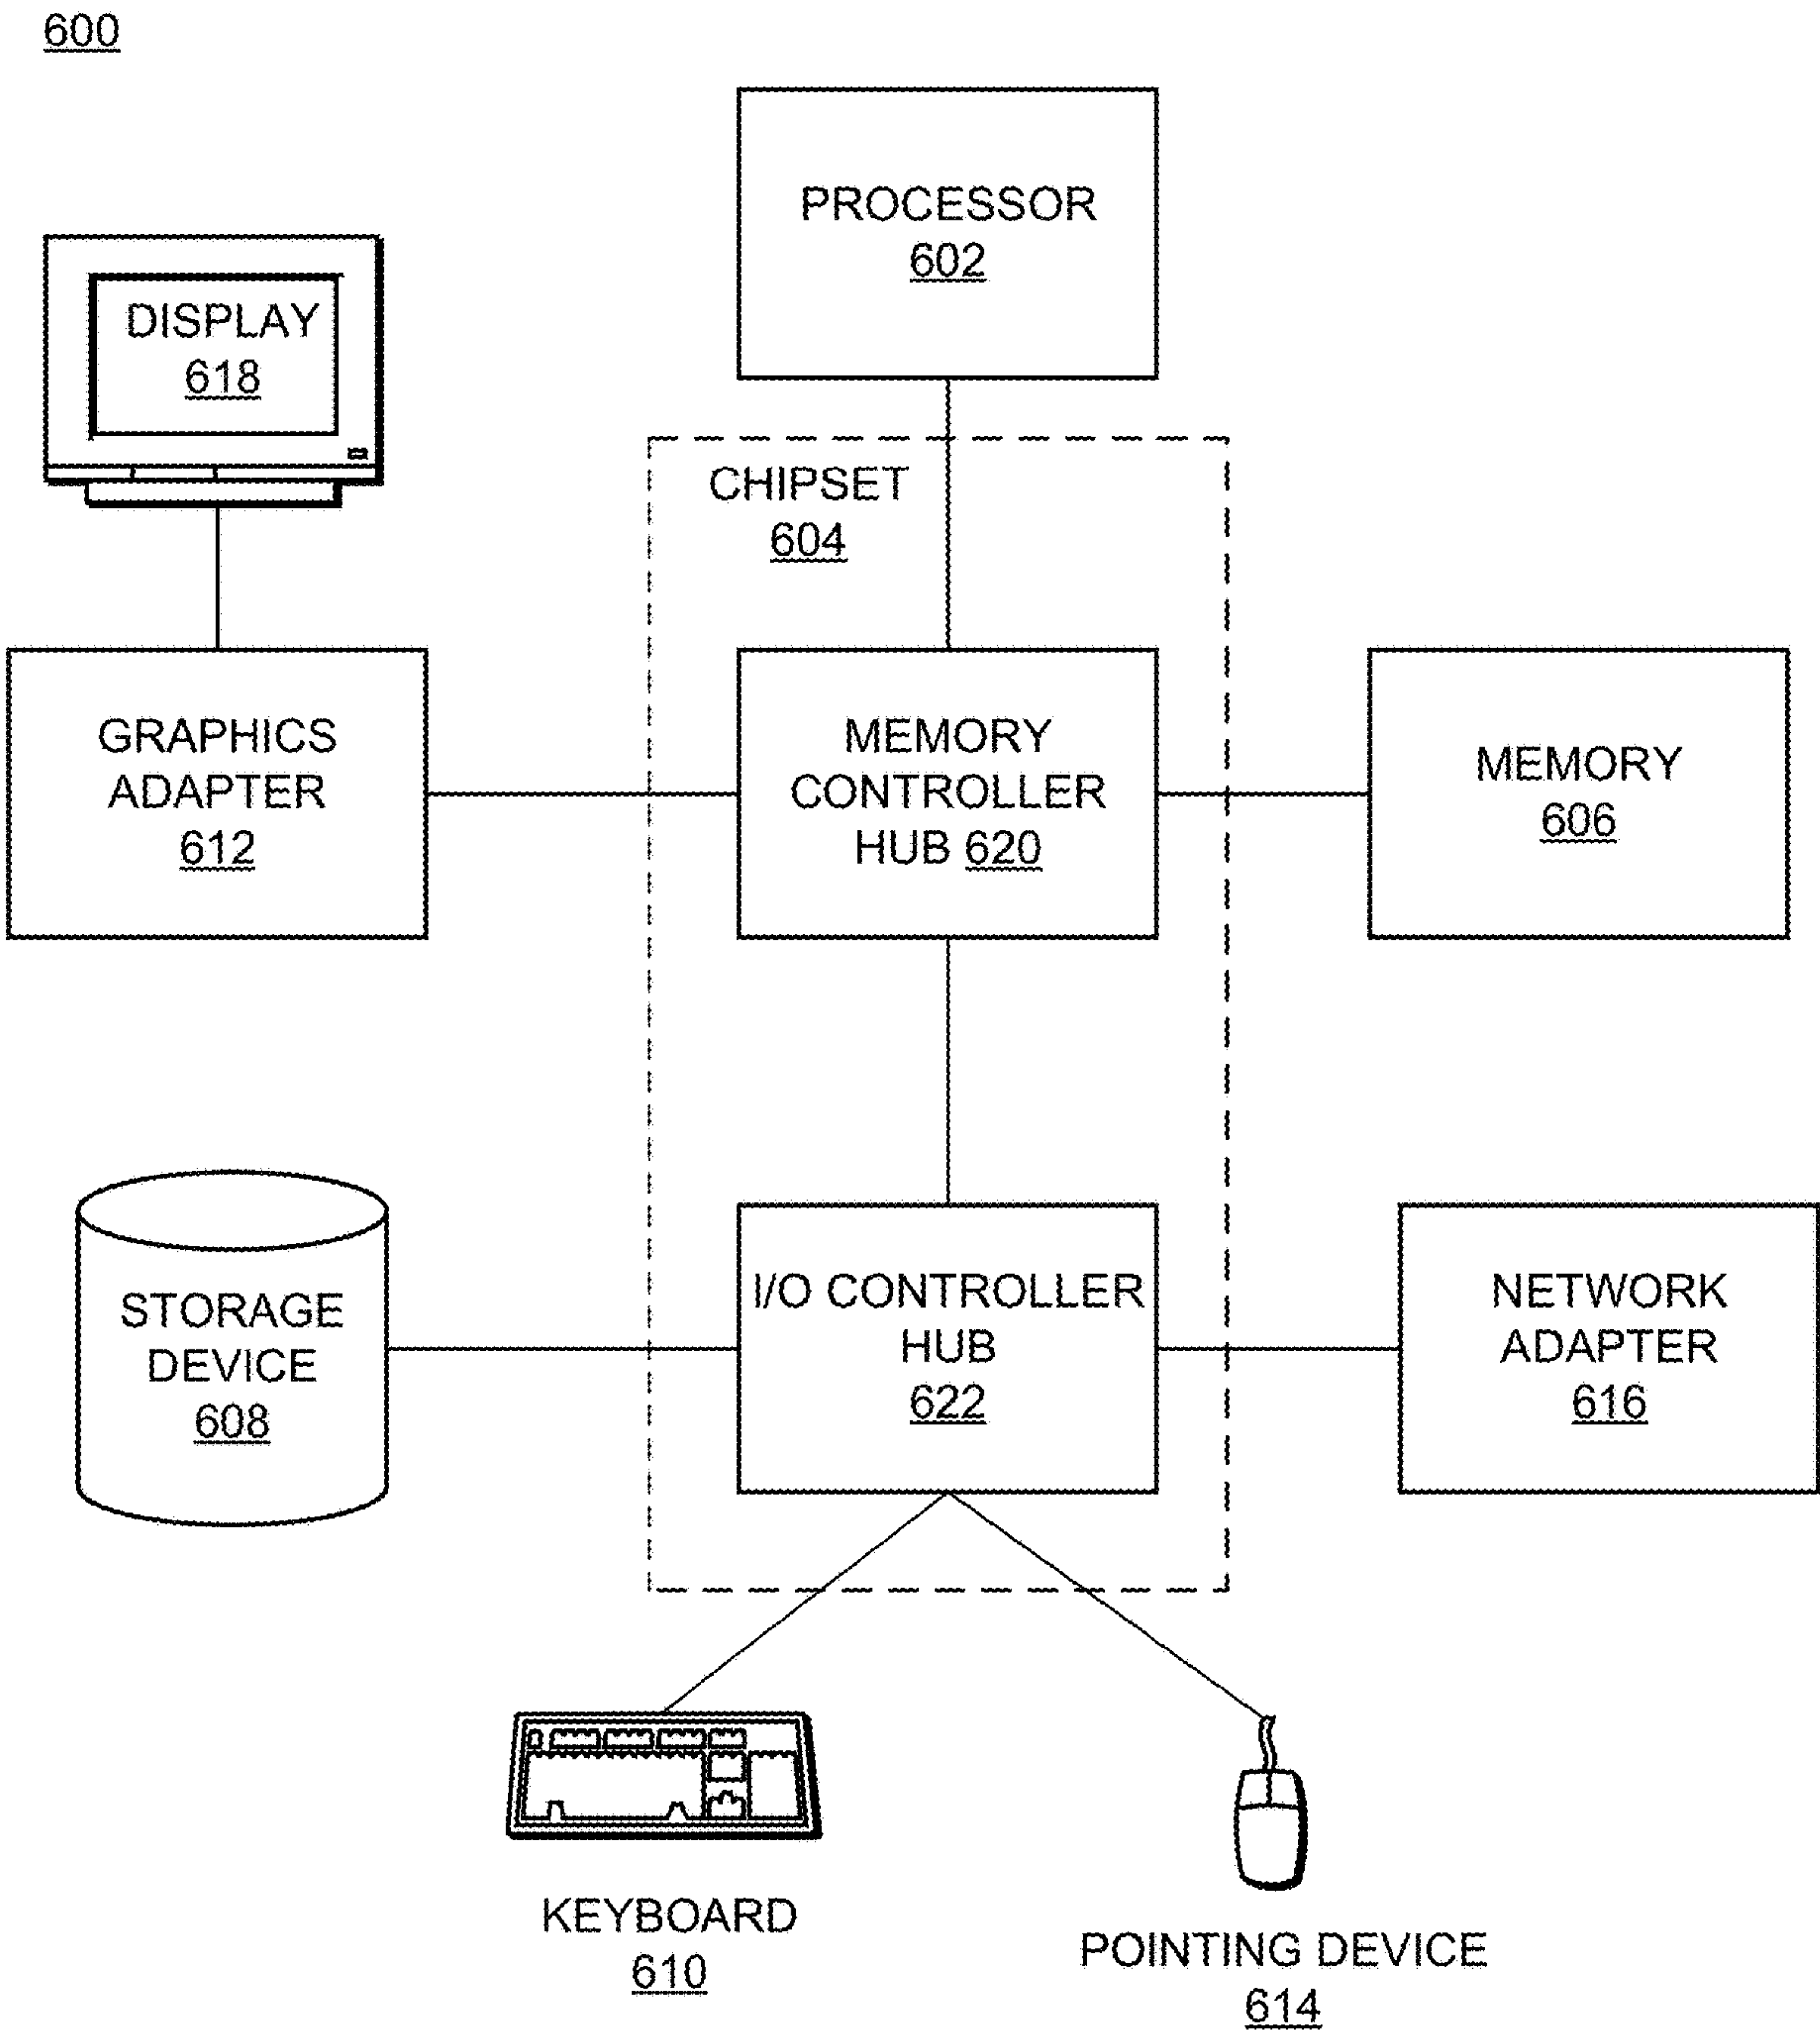 600
PROCESSOR
602
DISPLAY
618
CHIPSET
604
GRAPHICS
ADAPTER
612
MEMORY
CONTROLLER
HUB 620
MEMORY
606
STORAGE
DEVICE
608
I/O CONTROLLER
HUB
622
NETWORK
ADAPTER
616
KEYBOARD
610
POINTING DEVICE
614